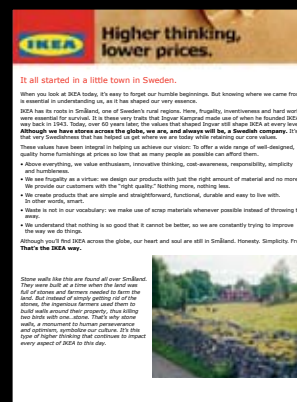 IKEA
Higher thinking,
lower prices.
It all started in a little town in Sweden.
When you look at IKEA today, it's easy to forget our humble beginnings. But knowing where we came from
is essential in understanding us, as it has shaped our very essence.
IKEA has its roots in Småland, one of Sweden's rural regions. Here, frugality, inventiveness and hard work
were essential for survival. It is these very traits that Ingvar Kamprad made use of when he founded IKEA
way back in 1943. Today, over 60 years later, the values that shaped Ingvar still shape IKEA at every leve
Although we have stores across the globe, we are, and always will be, a Swedish company. It's
that very Swedishness that has helped us get where we are today while retaining our core values.
These values have been integral in helping us achieve our vision: To offer a wide range of well-designed,
quality home furnishings at prices so low that as many people as possible can afford them.
• Above everything, we value enthusiasm, innovative thinking, cost-awareness, responsibility, simplicity
and humbleness.
• We see frugality as a virtue: we design our products with just the right amount of material and no more
We provide our customers with the "right quality." Nothing more, nothing less.
• We create products that are simple and straightforward, functional, durable and easy to live with.
In other words, smart.
• Waste is not in our vocabulary: we make use of scrap materials whenever possible instead of throwing t
away.
• We understand that nothing is so good that it cannot be better, so we are constantly trying to improve
the way we do things.
Although you'll find IKEA across the globe, our heart and soul are still in Småland. Honesty. Simplicity. Fr
That's the IKEA way.
Stone walls like this are found all over Småland.
They were built at a time when the land was
full of stones and farmers needed to farm the
land. But instead of simply getting rid of the
stones, the ingenious farmers used them to
build walls around their property, thus killing
two birds with one...stone. That's why stone
walls, a monument to human perseverance
and optimism, symbolize our culture. It's this
type of higher thinking that continues to impact
every aspect of IKEA to this day.